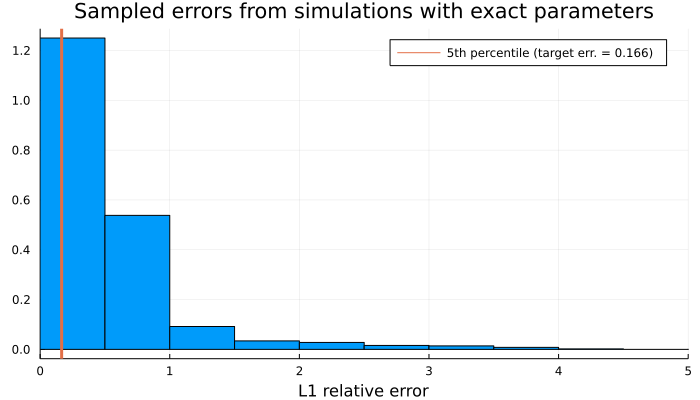 Sampled errors from simulations with exact parameters
5th percentile (target err. = 0.166)
1.2
1.0
0.8
0.6
0.4
0.2
0.0
0 1 2 3 4 5
L1 relative error